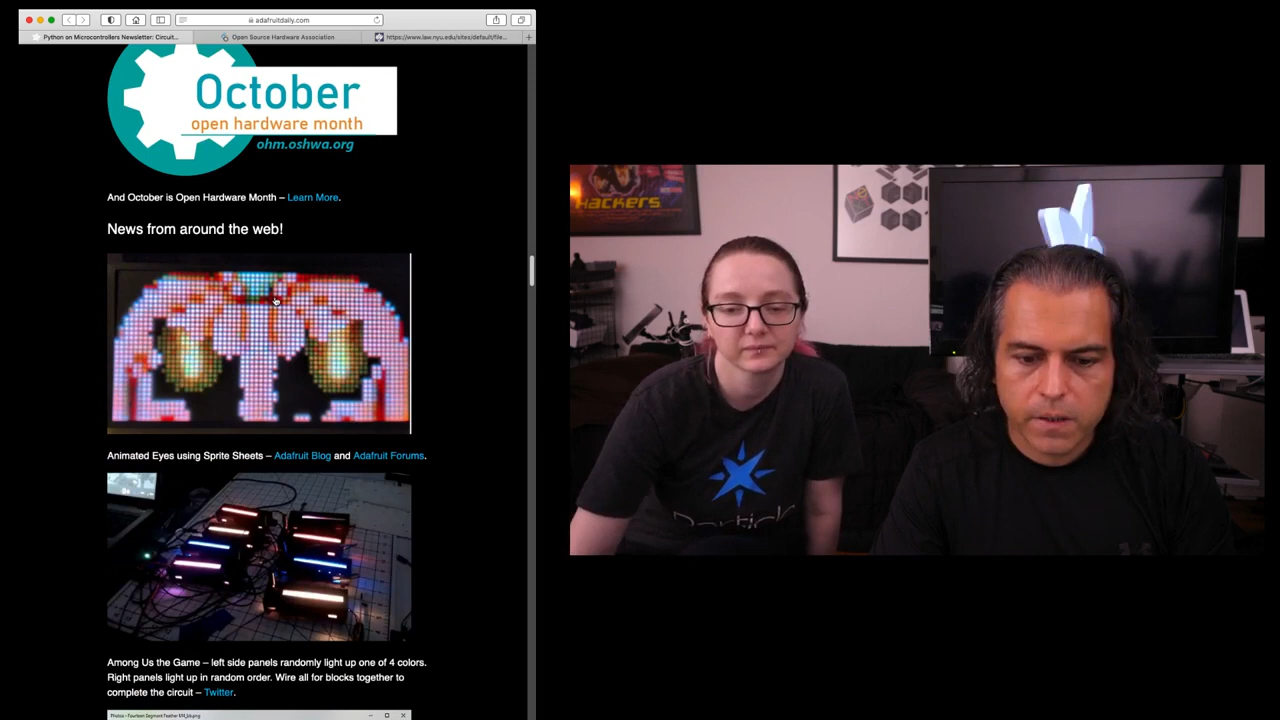 adafruitdaily.com
Python on Microcontrollers Newsletter: Circuit...
Open Source Hardware Association
https://www.law.nyu.edu/sites/default/file...
October
open hardware month
ohm.oshwa.org
And October is Open Hardware Month – Learn More.
News from around the web!
Animated Eyes using Sprite Sheets – Adafruit Blog and Adafruit Forums.
Among Us the Game – left side panels randomly light up one of 4 colors.
Right panels light up in random order. Wire all for blocks together to
complete the circuit – Twitter.
HACKERS